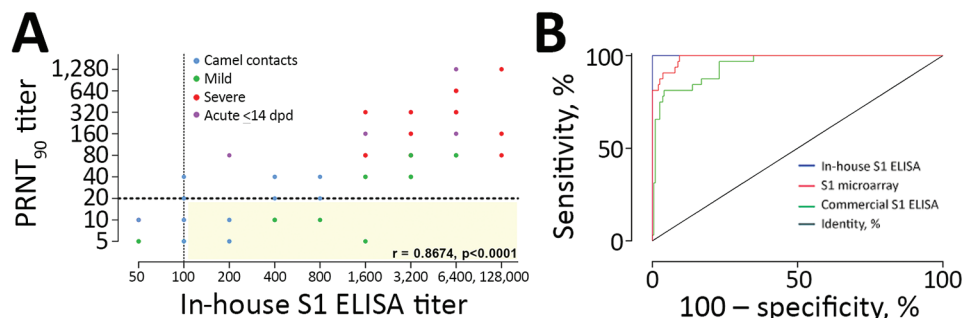 A
PRNT90 titer
1,280
640
320
160
80
40
20
10
5
Camel contacts
Mild
Severe
Acute ≤14 dpd
r = 0.8674, p<0.0001
50 100 200 400 800 1,600 3,200 6,400, 128,000
In-house S1 ELISA titer
B
Sensitivity, %
100
50
0
In-house S1 ELISA
S1 microarray
Commercial S1 ELISA
Identity, %
0 50 100
100 – specificity, %